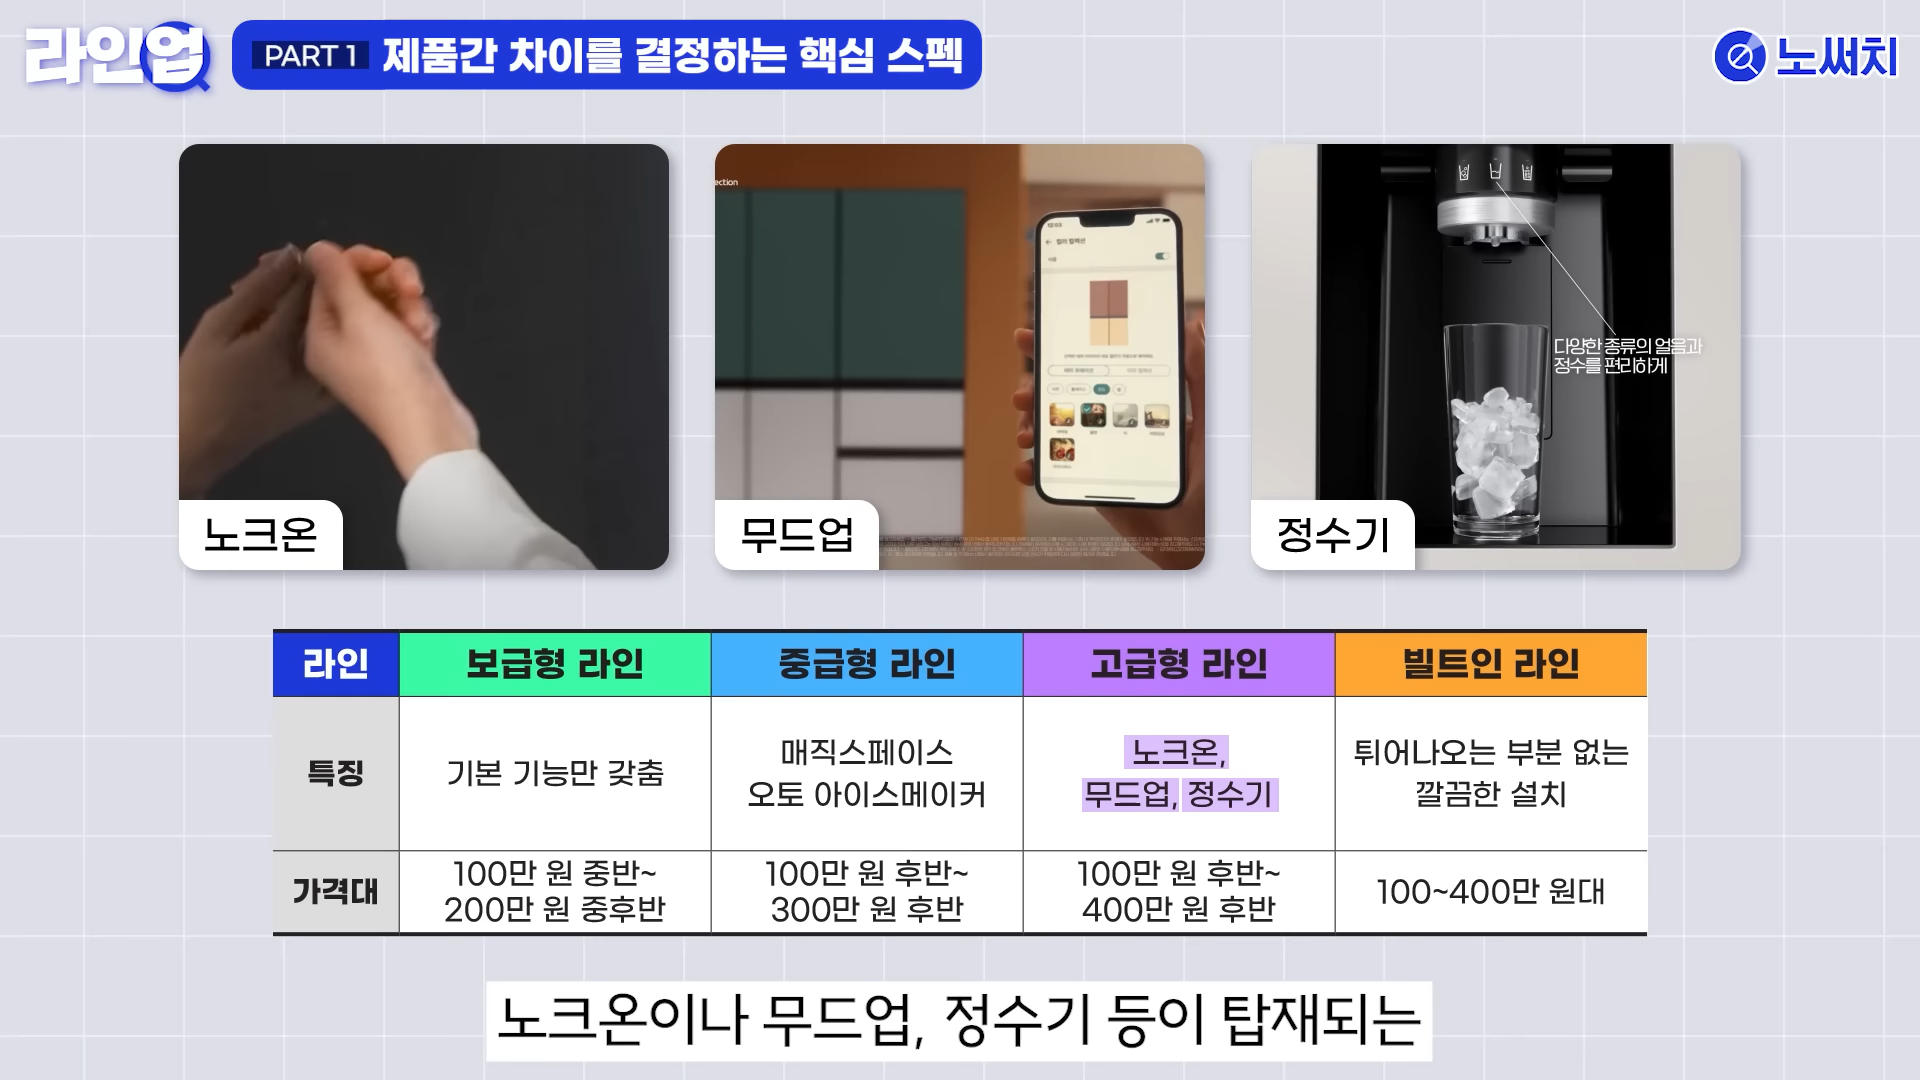 라인업
PART 1 제품간 차이를 결정하는 핵심 스펙
노써치
ection
12:03
컬러 컬렉션
다양한 종류의 얼음과
정수를 편리하게
노크온
무드업
정수기
라인 보급형 라인 중급형 라인 고급형 라인 빌트인 라인
특징
기본 기능만 갖춤
매직스페이스
오토 아이스메이커
노크온,
무드업, 정수기
튀어나오는 부분 없는
깔끔한 설치
가격대
100만 원 중반~
200만 원 중후반
100만 원 후반~
300만 원 후반
100만 원 후반~
400만 원 후반
100~400만 원대
노크온이나 무드업, 정수기 등이 탑재되는